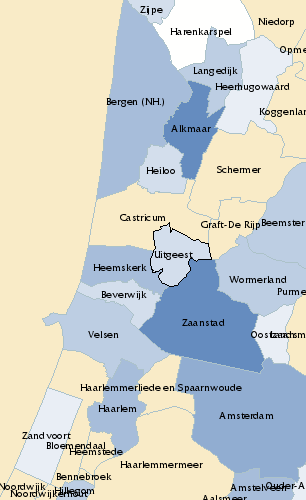 Zijpe
Niedorp
Harenkarspel
Opme
Langedijk
Heerhugowaard
Bergen (NH.)
Koggenlan
Alkmaar
Heiloo
Schermer
Castricum
Graft-De Rijp
Beemster
Uitgeest
Heemskerk
Wormerland
Beverwijk
Purme
Zaanstad
Velsen
Oostzaan
Haarlemmerliede en Spaarnwoude
Haarlem
Amsterdam
Zandvoort
Bloemendaal
Heemstede
Haarlemmermeer
Bennebroek
Noordwijk
Hillegom
Noordwijkerhout
Amstelveen
Ouder-A
Aalsmeer